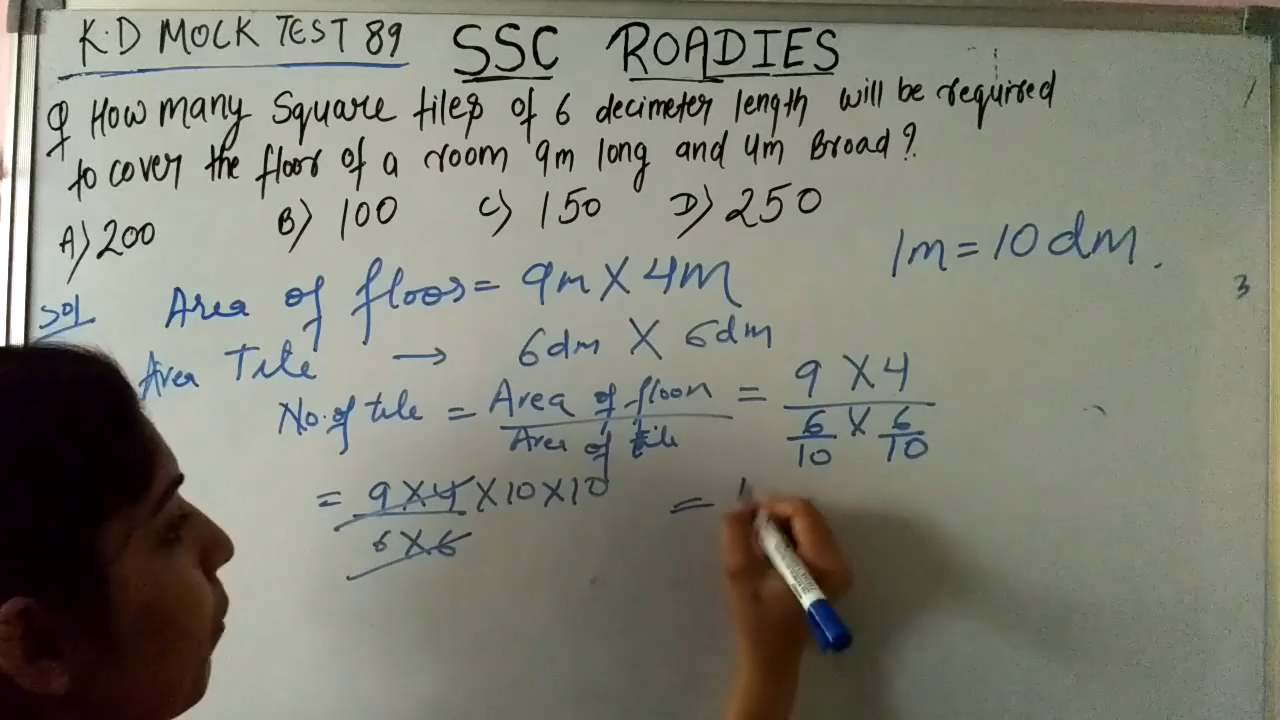 K.D MOCK TEST 89 SSC ROADIES
Q How many Square tiles of 6 decimeter length will be required
to cover the floor of a room 9m long and 4m Broad?
A) 200 B) 100 C) 150 D) 250
1m = 10 dm.
3
Sol Area of floor = 9m X 4m
Area Tile → 6dm X 6dm
No. of tile = Area of floor / Area of tile = 9 X 4 / 6/10 X 6/10
= 9 X 4 X 10 X 10 / 6 X 6 = 1